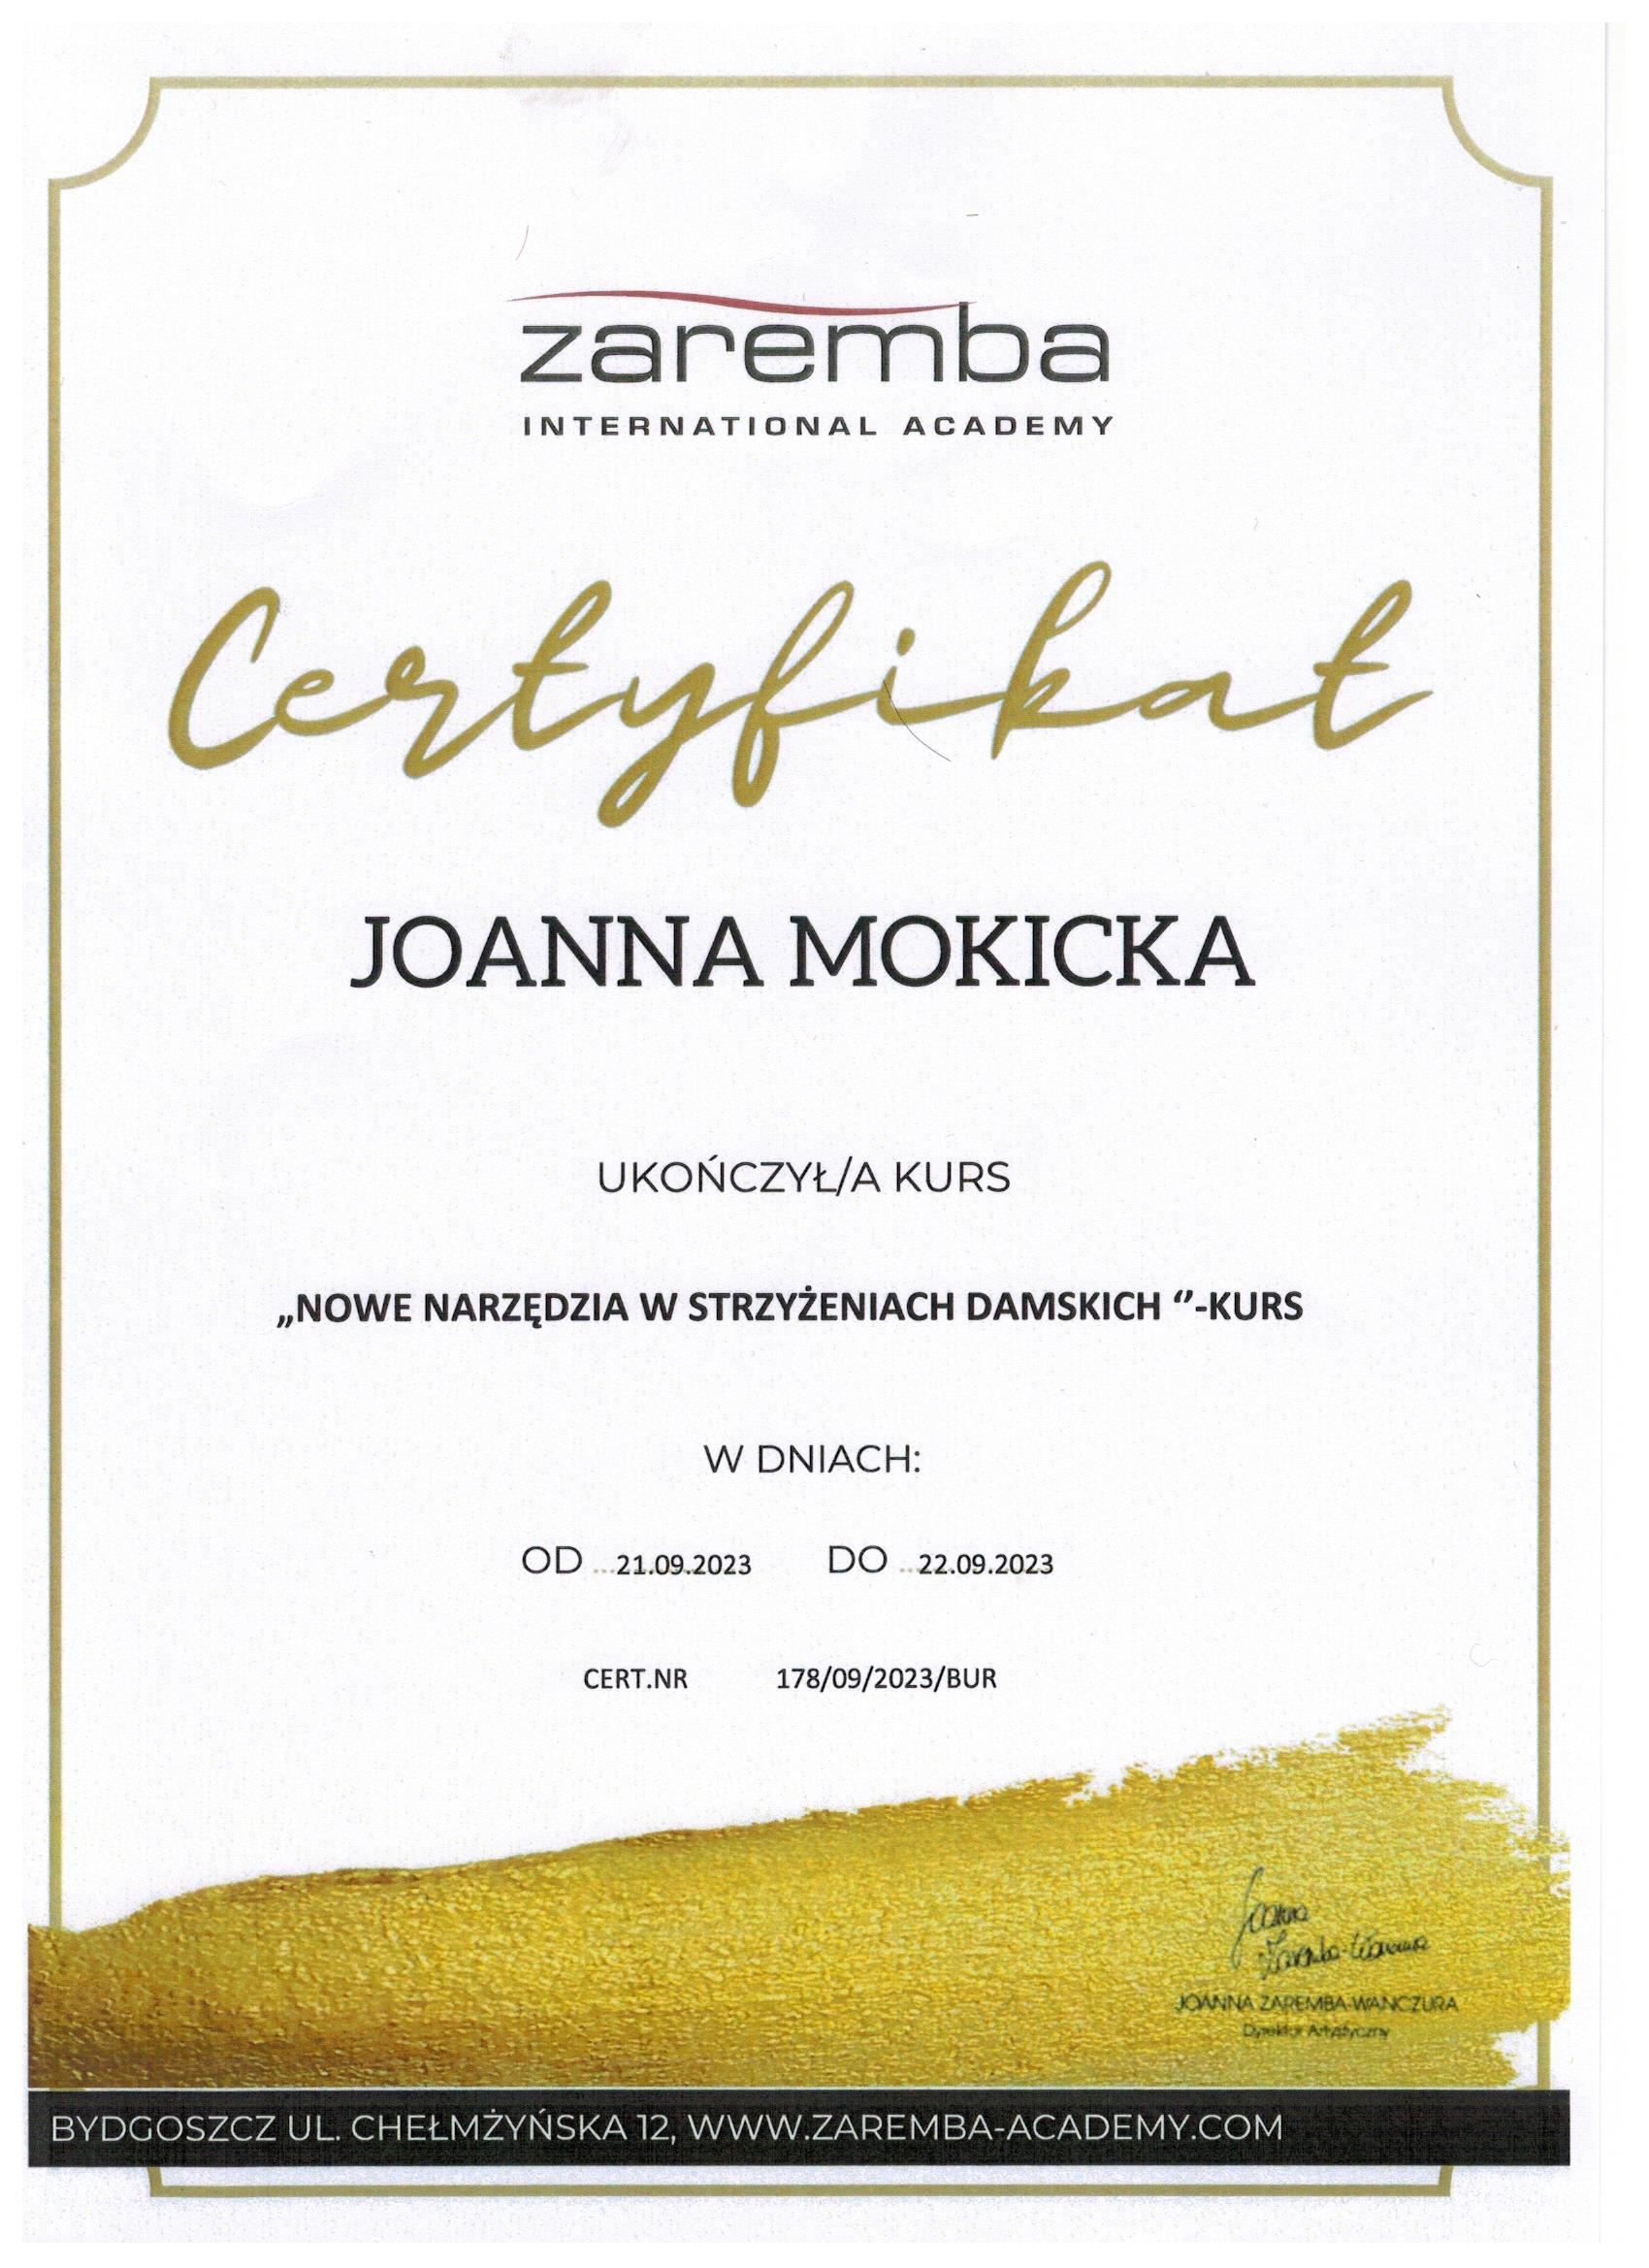 zaremba
INTERNATIONAL ACADEMY
Certyfikat
JOANNA MOKICKA
UKOŃCZYŁ/A KURS
„NOWE NARZĘDZIA W STRZYŻENIACH DAMSKICH ‘’-KURS
W DNIACH:
OD ...21.09.2023 DO ...22.09.2023
CERT.NR 178/09/2023/BUR
Joanna
Zaremba-Wanczura
JOANNA ZAREMBA-WANCZURA
Dyrektor Artystyczny
BYDGOSZCZ UL. CHEŁMŻYŃSKA 12, WWW.ZAREMBA-ACADEMY.COM